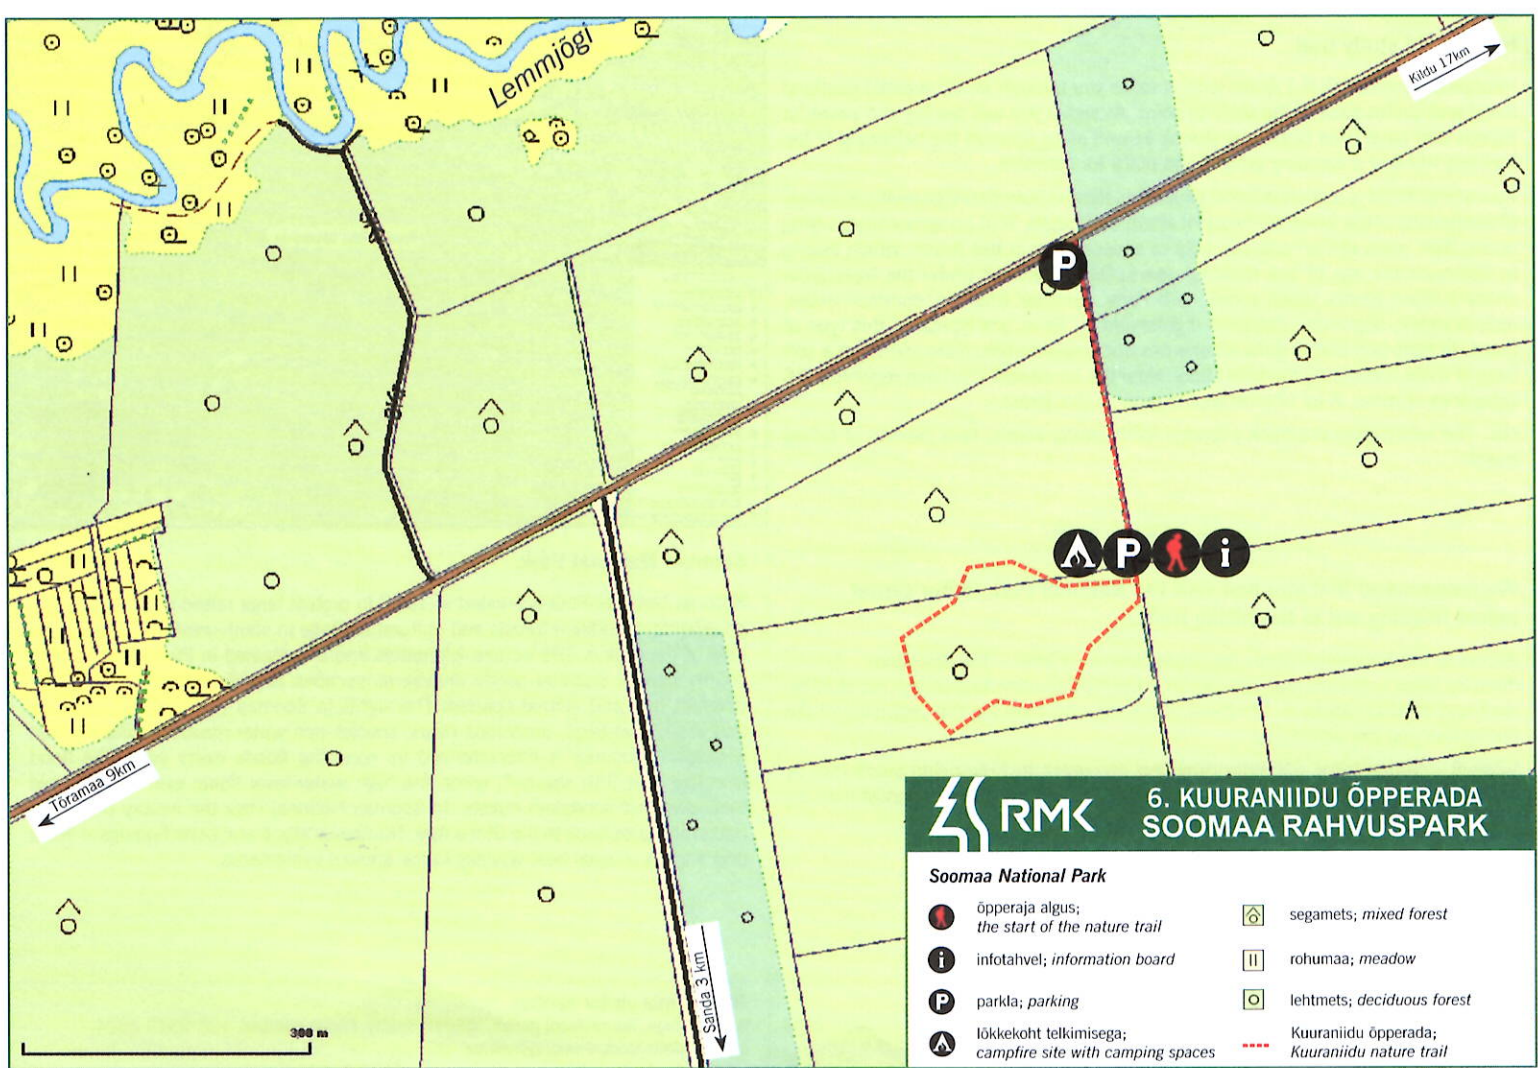 Lemmjõgi
Kildu 17km
P
P
i
Tõramaa 9km
Sanda 3 km
300 m
RMK
6. KUURANIIDU ÕPPERADA
SOOMAA RAHVUSPARK
Soomaa National Park
õpperaja algus;
the start of the nature trail
i
infotahvel; information board
P
parkla; parking
lõkkekoht telkimisega;
campfire site with camping spaces
segamets; mixed forest
rohumaa; meadow
lehtmets; deciduous forest
Kuuraniidu õpperada;
Kuuraniidu nature trail